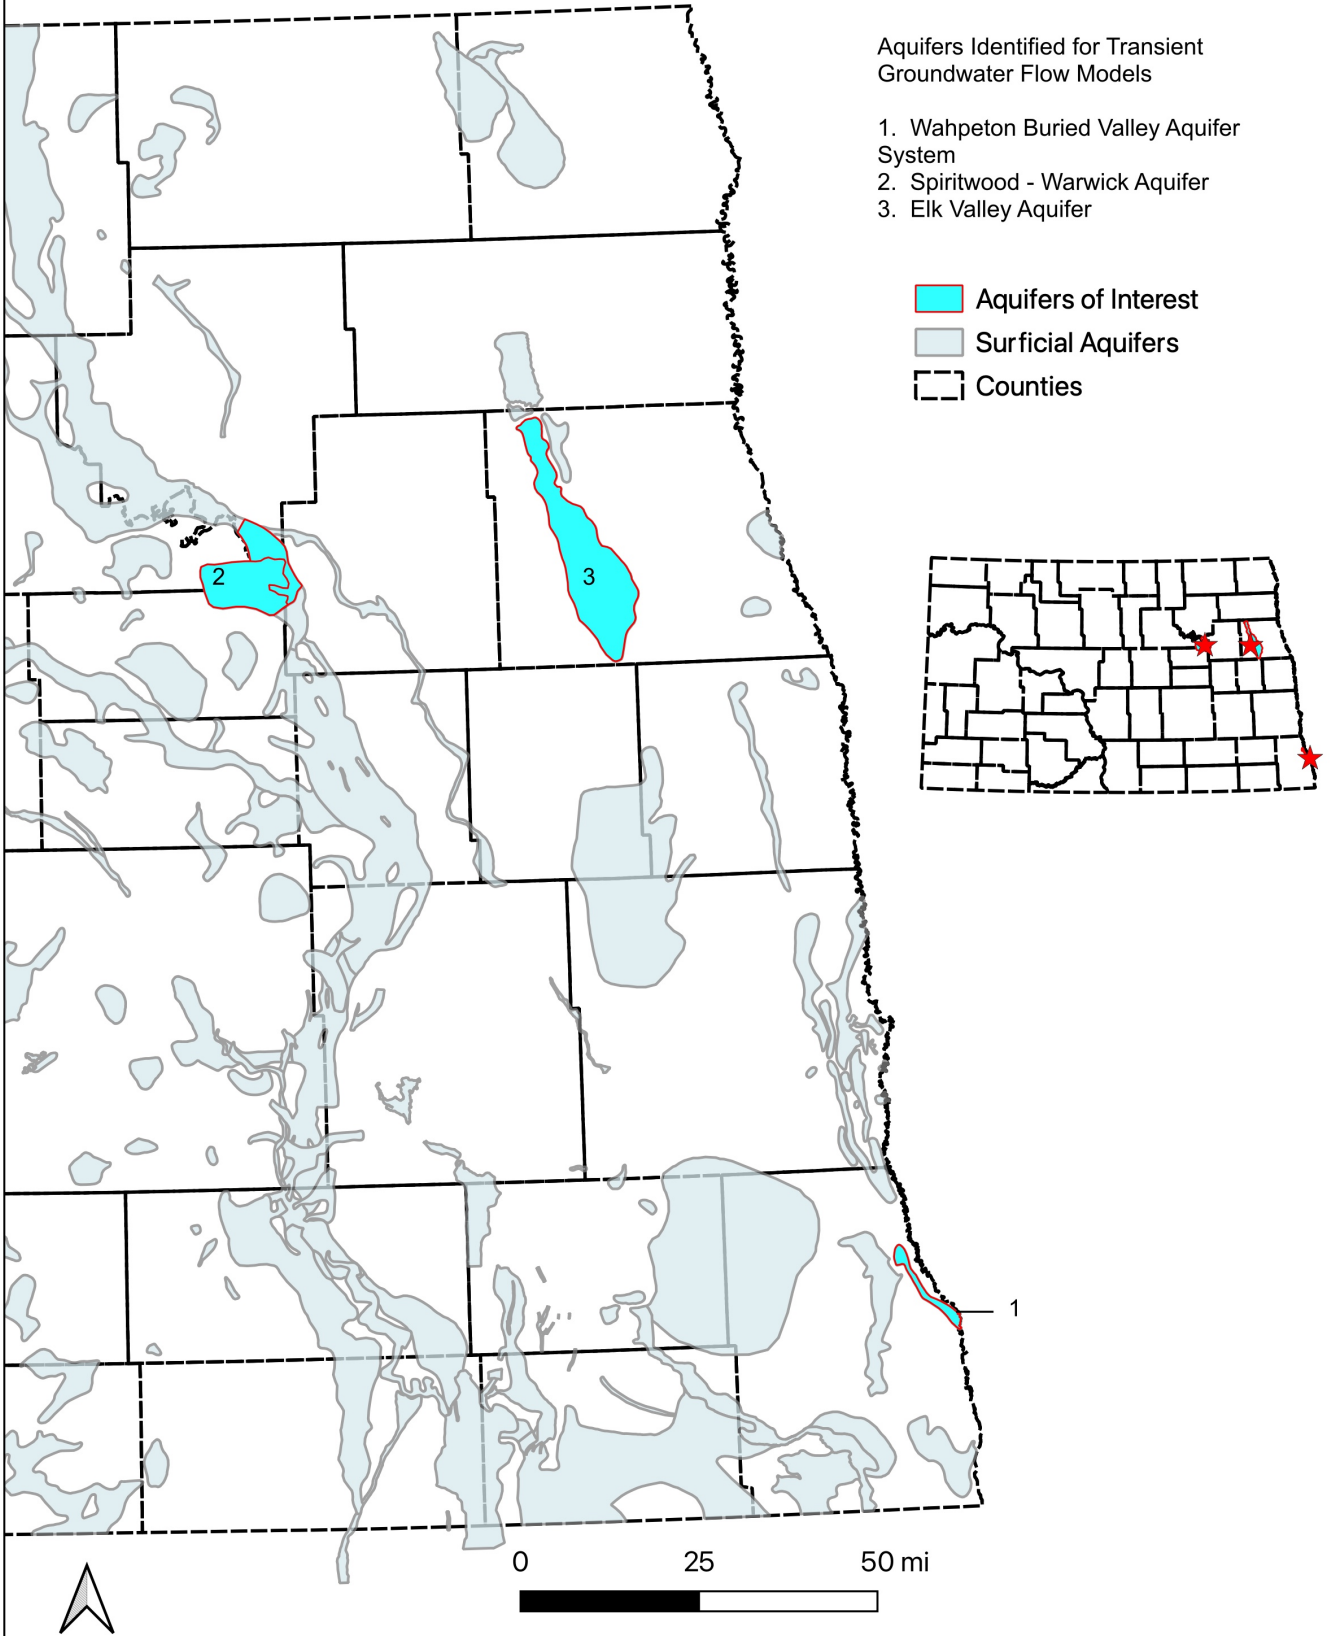 Aquifers Identified for Transient
Groundwater Flow Models
1. Wahpeton Buried Valley Aquifer
System
2. Spiritwood - Warwick Aquifer
3. Elk Valley Aquifer
Aquifers of Interest
Surficial Aquifers
Counties
2
3
1
0 25 50 mi